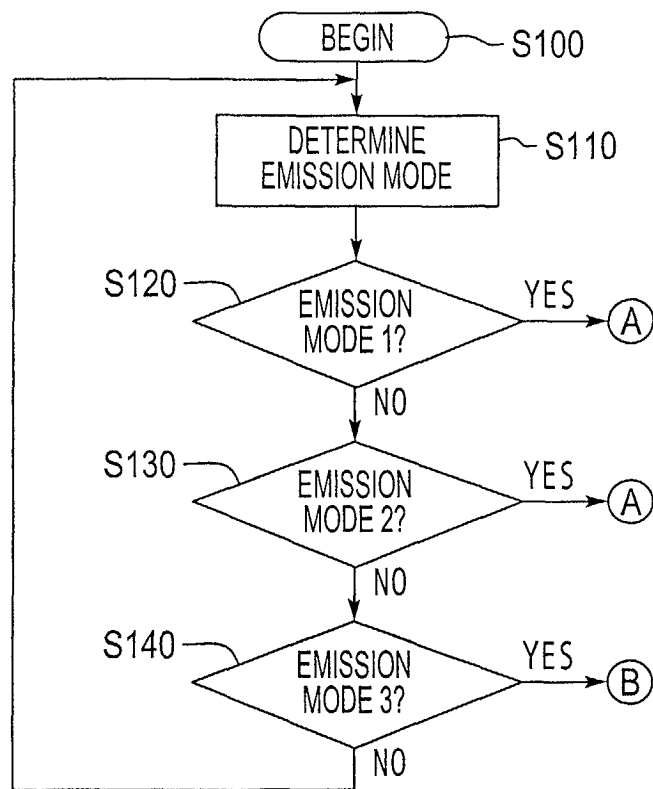 BEGIN
S100
DETERMINE
EMISSION MODE
S110
S120
EMISSION
MODE 1?
YES
A
NO
S130
EMISSION
MODE 2?
YES
A
NO
S140
EMISSION
MODE 3?
YES
B
NO